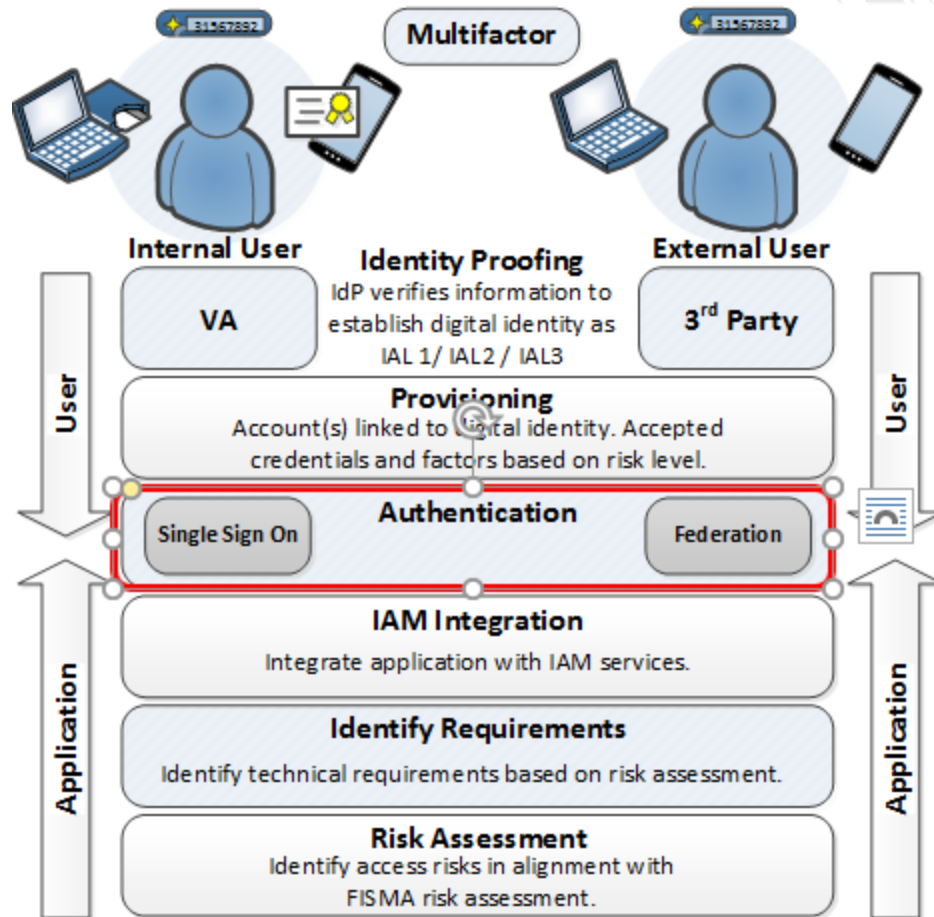 31567892
Multifactor
31567892
Internal User
External User
VA
Identity Proofing
IdP verifies information to
establish digital identity as
IAL 1/ IAL2 / IAL3
3rd Party
User
User
Provisioning
Account(s) linked to digital identity. Accepted
credentials and factors based on risk level.
Single Sign On
Authentication
Federation
IAM Integration
Integrate application with IAM services.
Application
Application
Identify Requirements
Identify technical requirements based on risk assessment.
Risk Assessment
Identify access risks in alignment with
FISMA risk assessment.